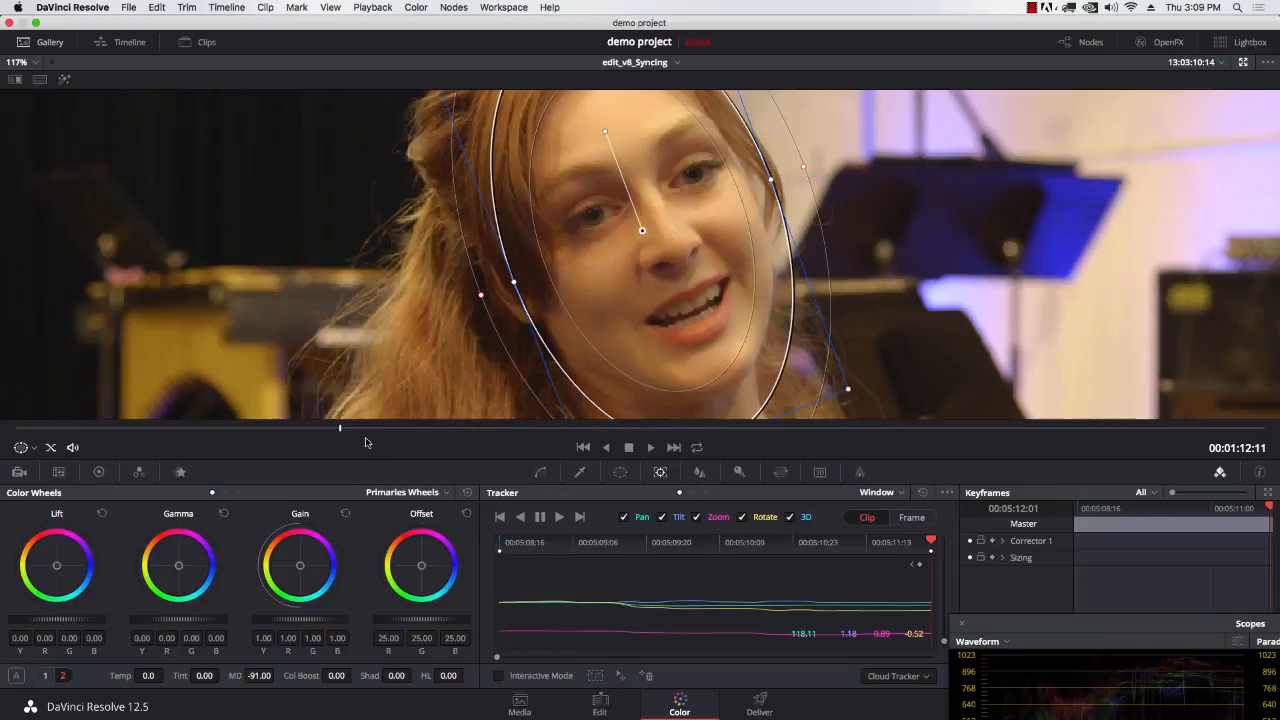 DaVinci Resolve File Edit Trim Timeline Clip Mark View Playback Color Nodes Workspace Help Thu 3:09 PM
demo project
Gallery Timeline Clips demo project Edited Nodes OpenFX Lightbox
117% edit_v8_Syncing 13:03:10:14
00:01:12:11
Color Wheels Primaries Wheels Tracker Window Keyframes All
Lift Gamma Gain Offset Pan Tilt Zoom Rotate 3D Clip Frame
00:05:12:01 00:05:08:16 00:05:11:00
Master
00:05:08:16 00:05:09:06 00:05:09:20 00:05:10:09 00:05:10:23 00:05:11:13
Corrector 1
Sizing
118.11 1.18 0.89 -0.52
Scopes
0.00 0.00 0.00 0.00 0.00 0.00 0.00 0.00 1.00 1.00 1.00 1.00 25.00 25.00 25.00
Y R G B Y R G B Y R G B R G B
Waveform Parad
1023
896
768
640
A 1 2 Temp 0.0 Tint 0.00 MD -91.00 Col Boost 0.00 Shad 0.00 HL 0.00 Interactive Mode Cloud Tracker
DaVinci Resolve 12.5 Media Edit Color Deliver